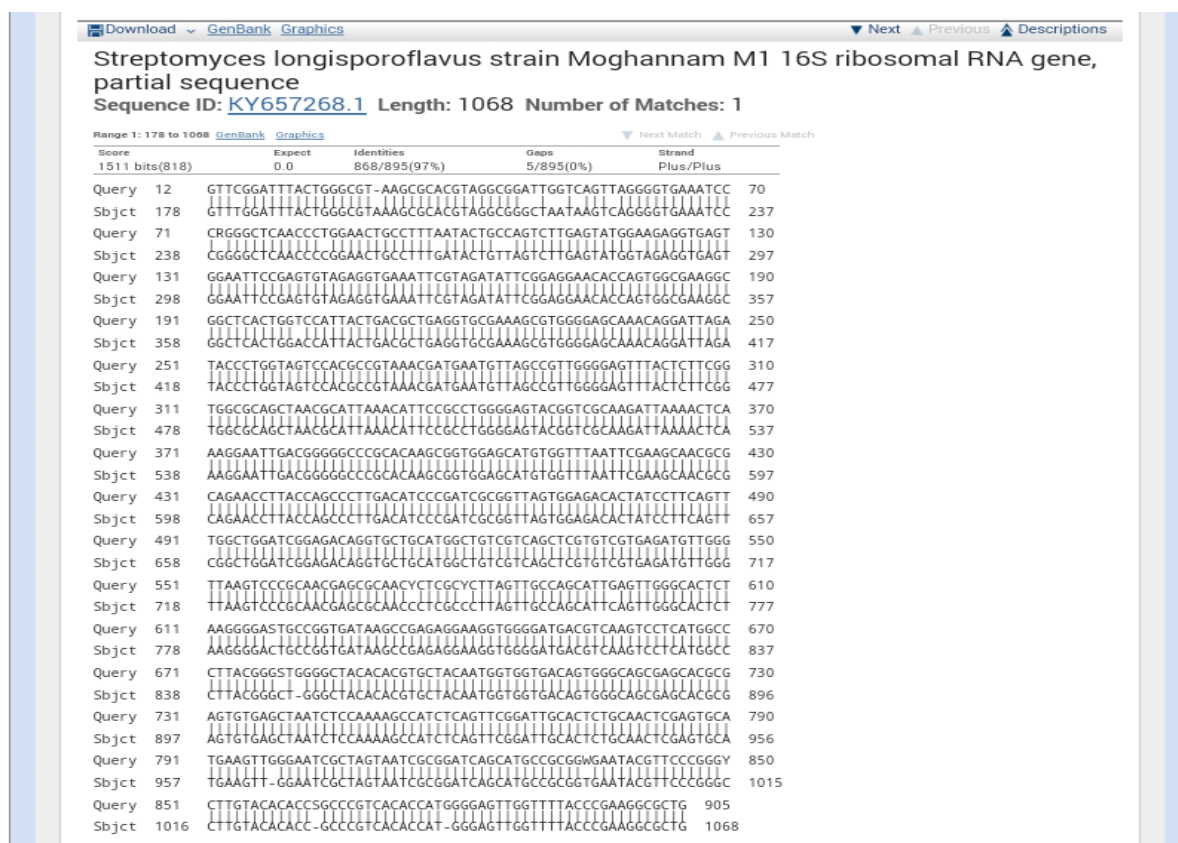 Download GenBank Graphics Next Previous Descriptions
Streptomyces longisporoflavus strain Moghannam M1 16S ribosomal RNA gene,
partial sequence
Sequence ID: KY657268.1 Length: 1068 Number of Matches: 1
Range 1: 178 to 1068 GenBank Graphics Next Match Previous Match
Score Expect Identities Gaps Strand
1511 bits(818) 0.0 868/895(97%) 5/895(0%) Plus/Plus
Query 12 GTTCGGATTTACTGGGCGT-AAGCGCACGTAGGCGGATTGGTCAGTTAGGGGTGAAATCC 70
Sbjct 178 GTTTGGATTTACTGGGCGTAAAGCGCACGTAGGCGGGCTAATAAGTCAGGGGTGAAATCC 237
Query 71 CRGGGCTCAACCCTGGAACTGCCTTTAATACTGCCAGTCTTGAGTATGGAAGAGGTGAGT 130
Sbjct 238 CGGGGCTCAACCCCGGAACTGCCTTTGATACTGTTAGTCTTGAGTATGGTAGAGGTGAGT 297
Query 131 GGAATTCCGAGTGTAGAGGTGAAATTCGTAGATATTCGGAGGAACACCAGTGGCGAAGGC 190
Sbjct 298 GGAATTCCGAGTGTAGAGGTGAAATTCGTAGATATTCGGAGGAACACCAGTGGCGAAGGC 357
Query 191 GGCTCACTGGTCCATTACTGACGCTGAGGTGCGAAAGCGTGGGGAGCAAACAGGATTAGA 250
Sbjct 358 GGCTCACTGGACCATTACTGACGCTGAGGTGCGAAAGCGTGGGGAGCAAACAGGATTAGA 417
Query 251 TACCCTGGTAGTCCACGCCGTAAACGATGAATGTTAGCCGTTGGGGAGTTTACTCTTCGG 310
Sbjct 418 TACCCTGGTAGTCCACGCCGTAAACGATGAATGTTAGCCGTTGGGGAGTTTACTCTTCGG 477
Query 311 TGGCGCAGCTAACGCATTAAACATTCCGCCTGGGGAGTACGGTCGCAAGATTAAAACTCA 370
Sbjct 478 TGGCGCAGCTAACGCATTAAACATTCCGCCTGGGGAGTACGGTCGCAAGATTAAAACTCA 537
Query 371 AAGGAATTGACGGGGGCCCGCACAAGCGGTGGAGCATGTGGTTTAATTCGAAGCAACGCG 430
Sbjct 538 AAGGAATTGACGGGGGCCCGCACAAGCGGTGGAGCATGTGGTTTAATTCGAAGCAACGCG 597
Query 431 CAGAACCTTACCAGCCCTTGACATCCCGATCGCGGTTAGTGGAGACACTATCCTTCAGTT 490
Sbjct 598 CAGAACCTTACCAGCCCTTGACATCCCGATCGCGGTTAGTGGAGACACTATCCTTCAGTT 657
Query 491 TGGCTGGATCGGAGACAGGTGCTGCATGGCTGTCGTCAGCTCGTGTCGTGAGATGTTGGG 550
Sbjct 658 CGGCTGGATCGGAGACAGGTGCTGCATGGCTGTCGTCAGCTCGTGTCGTGAGATGTTGGG 717
Query 551 TTAAGTCCCGCAACGAGCGCAACYCTCGCYCTTAGTTGCCAGCATTGAGTTGGGCACTCT 610
Sbjct 718 TTAAGTCCCGCAACGAGCGCAACCCTCGCCCTTAGTTGCCAGCATTCAGTTGGGCACTCT 777
Query 611 AAGGGGASTGCCGGTGATAAGCCGAGAGGAAGGTGGGGATGACGTCAAGTCCTCATGGCC 670
Sbjct 778 AAGGGGACTGCCGGTGATAAGCCGAGAGGAAGGTGGGGATGACGTCAAGTCCTCATGGCC 837
Query 671 CTTACGGGSTGGGGCTACACACGTGCTACAATGGTGGTGACAGTGGGCAGCGAGCACGCG 730
Sbjct 838 CTTACGGGCT-GGGCTACACACGTGCTACAATGGTGGTGACAGTGGGCAGCGAGCACGCG 896
Query 731 AGTGTGAGCTAATCTCCAAAAGCCATCTCAGTTCGGATTGCACTCTGCAACTCGAGTGCA 790
Sbjct 897 AGTGTGAGCTAATCTCCAAAAGCCATCTCAGTTCGGATTGCACTCTGCAACTCGAGTGCA 956
Query 791 TGAAGTTGGGAATCGCTAGTAATCGCGGATCAGCATGCCGCGGWGAATACGTTCCCGGGY 850
Sbjct 957 TGAAGTT-GGAATCGCTAGTAATCGCGGATCAGCATGCCGCGGTGAATACGTTCCCGGGC 1015
Query 851 CTTGTACACACCSGCCCGTCACACCATGGGGAGTTGGTTTTACCCGAAGGCGCTG 905
Sbjct 1016 CTTGTACACACC-GCCCGTCACACCAT-GGGAGTTGGTTTTACCCGAAGGCGCTG 1068